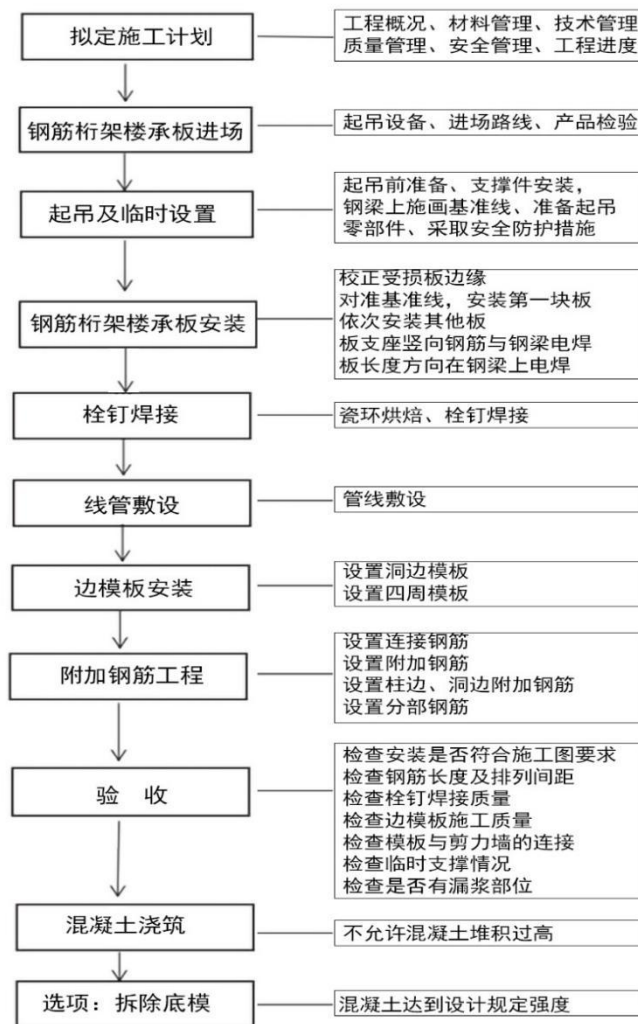 拟定施工计划
工程概况、材料管理、技术管理
质量管理、安全管理、工程进度
钢筋桁架楼承板进场
起吊设备、进场路线、产品检验
起吊及临时设置
起吊前准备、支撑件安装，
钢梁上施画基准线、准备起吊
零部件、采取安全防护措施
钢筋桁架楼承板安装
校正受损板边缘
对准基准线，安装第一块板
依次安装其他板
板支座竖向钢筋与钢梁电焊
板长度方向在钢梁上电焊
栓钉焊接
瓷环烘焙、栓钉焊接
线管敷设
管线敷设
边模板安装
设置洞边模板
设置四周模板
附加钢筋工程
设置连接钢筋
设置附加钢筋
设置柱边、洞边附加钢筋
设置分部钢筋
验 收
检查安装是否符合施工图要求
检查钢筋长度及排列间距
检查栓钉焊接质量
检查边模板施工质量
检查模板与剪力墙的连接
检查临时支撑情况
检查是否有漏浆部位
混凝土浇筑
不允许混凝土堆积过高
选项：拆除底模
混凝土达到设计规定强度